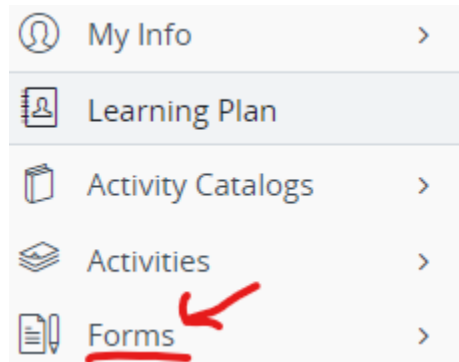 My Info
Learning Plan
Activity Catalogs
Activities
Forms